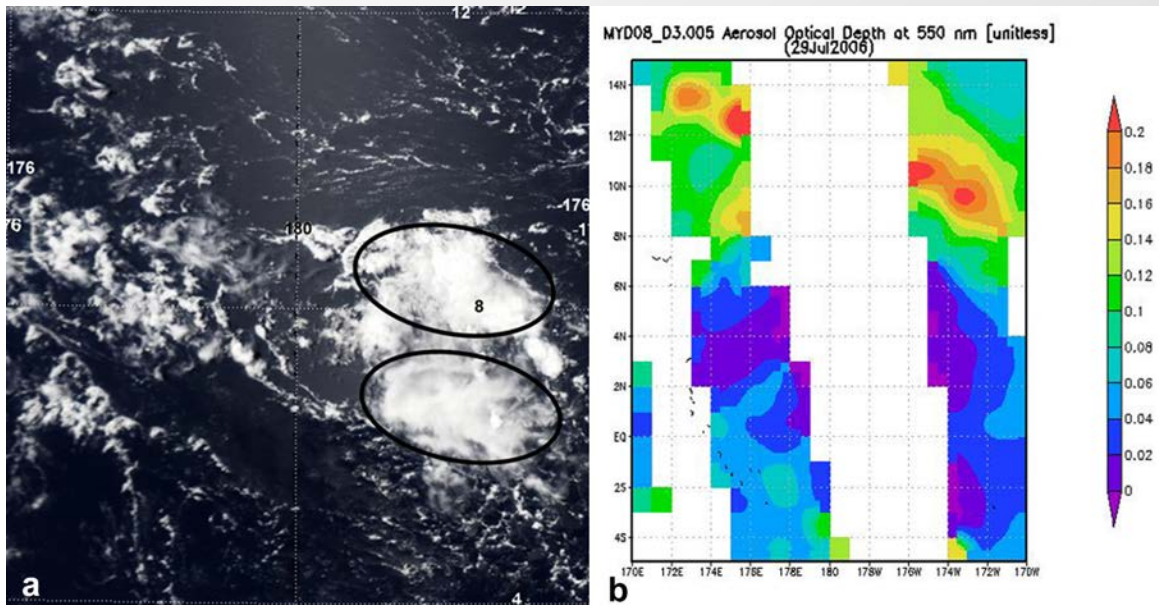 12
-176
76
180
-176
-1
8
4
a
MYD08_D3.005 Aerosol Optical Depth at 550 nm [unitless]
(29Jul2006)
14N
12N
10N
8N
6N
4N
2N
EQ
2S
4S
170E 172E 174E 176E 178E 180 178W 176W 174W 172W 170W
0.2
0.18
0.16
0.14
0.12
0.1
0.08
0.06
0.04
0.02
0
b